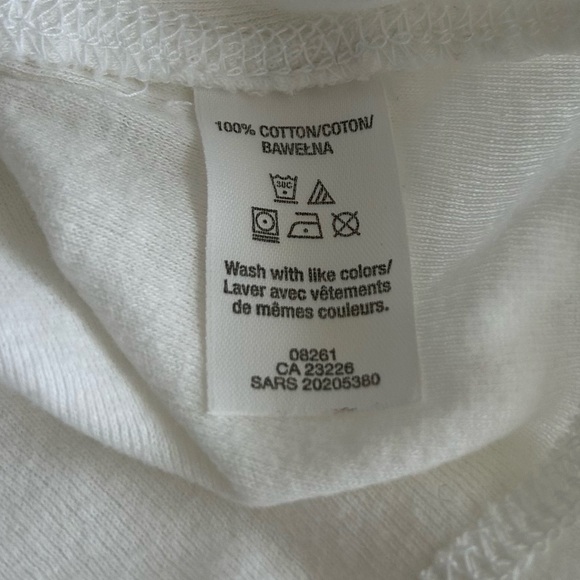 100% COTTON/COTON/
BAWEŁNA
30C
Wash with like colors/
Laver avec vêtements
de mêmes couleurs.
08261
CA 23226
SARS 20205380